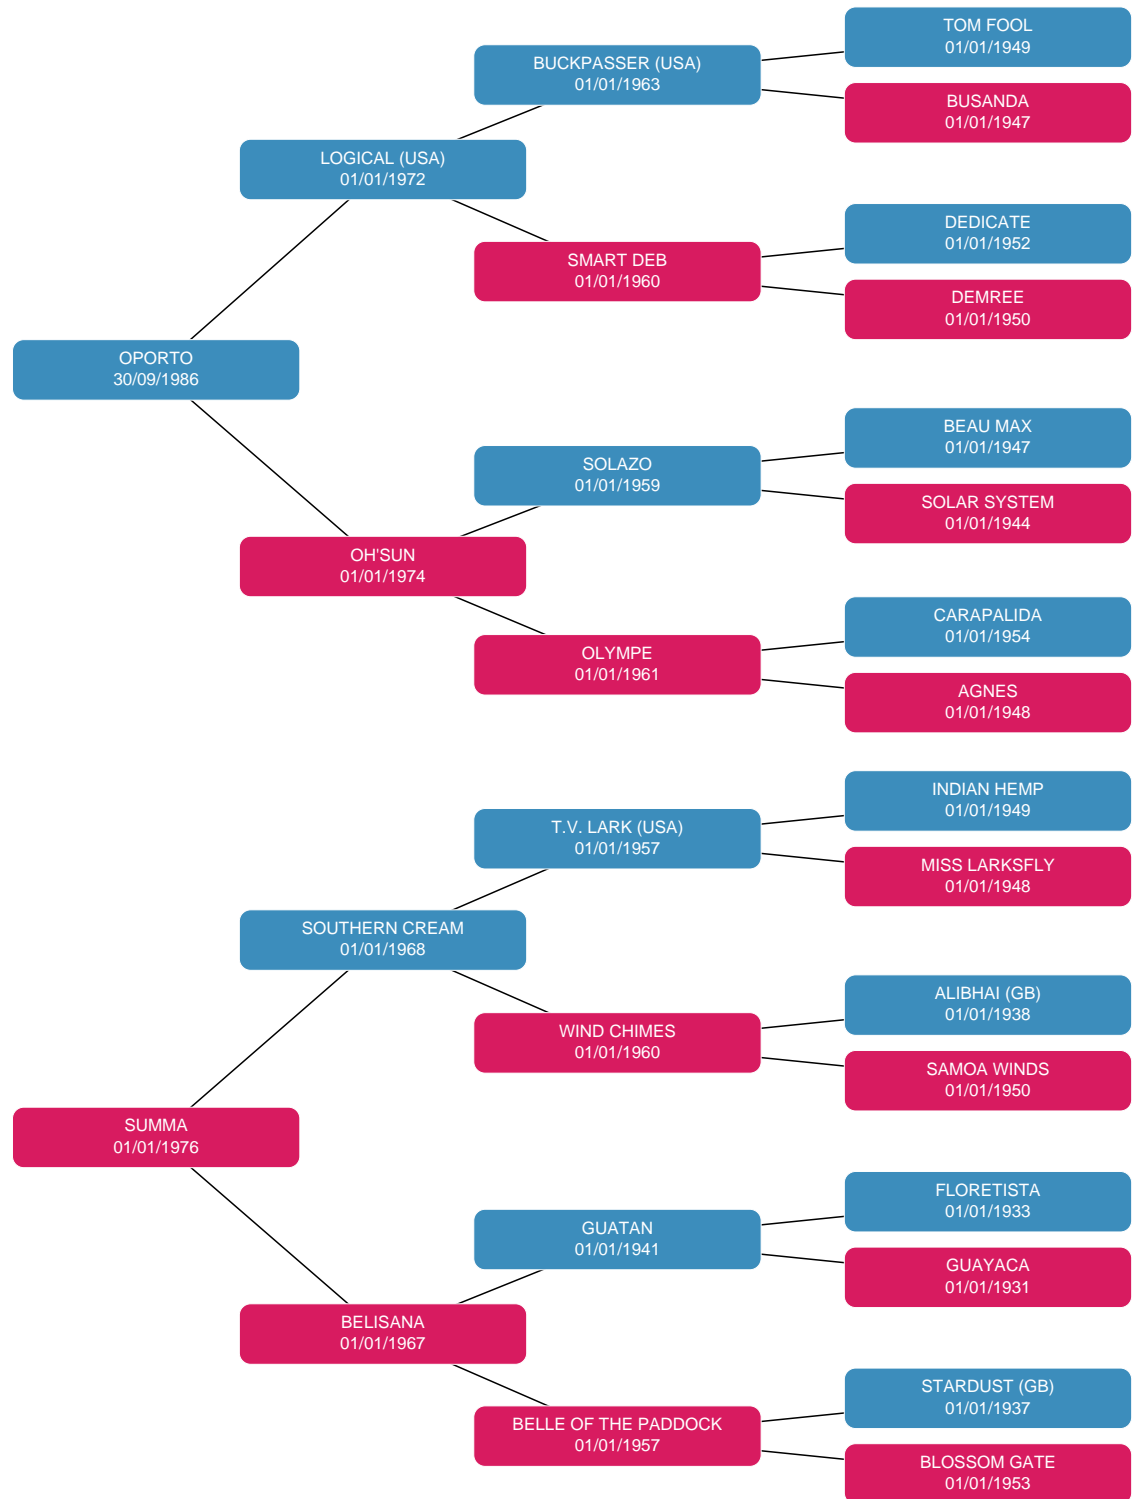 TOM FOOL
01/01/1949
BUCKPASSER (USA)
01/01/1963
BUSANDA
01/01/1947
LOGICAL (USA)
01/01/1972
DEDICATE
01/01/1952
SMART DEB
01/01/1960
DEMREE
01/01/1950
OPORTO
30/09/1986
BEAU MAX
01/01/1947
SOLAZO
01/01/1959
SOLAR SYSTEM
01/01/1944
OH'SUN
01/01/1974
CARAPALIDA
01/01/1954
OLYMPE
01/01/1961
AGNES
01/01/1948
INDIAN HEMP
01/01/1949
T.V. LARK (USA)
01/01/1957
MISS LARKSFLY
01/01/1948
SOUTHERN CREAM
01/01/1968
ALIBHAI (GB)
01/01/1938
WIND CHIMES
01/01/1960
SAMOA WINDS
01/01/1950
SUMMA
01/01/1976
FLORETISTA
01/01/1933
GUATAN
01/01/1941
GUAYACA
01/01/1931
BELISANA
01/01/1967
STARDUST (GB)
01/01/1937
BELLE OF THE PADDOCK
01/01/1957
BLOSSOM GATE
01/01/1953